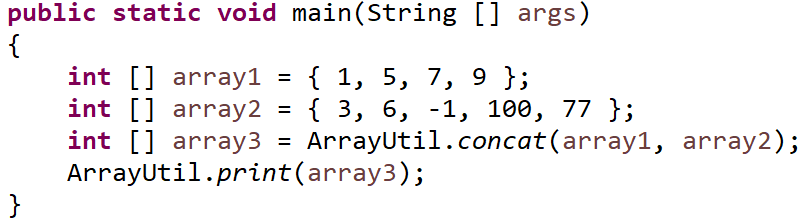 public static void main(String [] args)
{
    int [] array1 = { 1, 5, 7, 9 };
    int [] array2 = { 3, 6, -1, 100, 77 };
    int [] array3 = ArrayUtil.concat(array1, array2);
    ArrayUtil.print(array3);
}